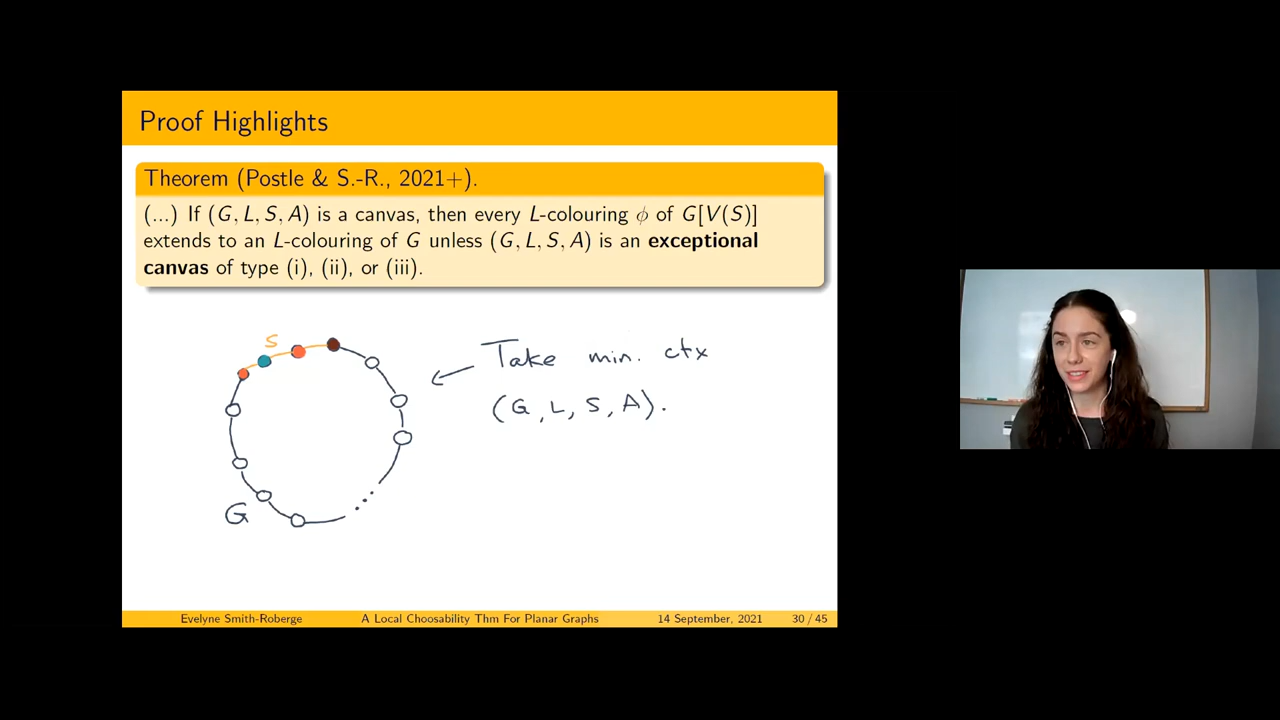 Proof Highlights
Theorem (Postle & S.-R., 2021+).
(...) If (G, L, S, A) is a canvas, then every L-colouring ϕ of G[V(S)]
extends to an L-colouring of G unless (G, L, S, A) is an exceptional
canvas of type (i), (ii), or (iii).
S
Take min. ctx
(G, L, S, A).
G
Evelyne Smith-Roberge A Local Choosability Thm For Planar Graphs 14 September, 2021 30 / 45